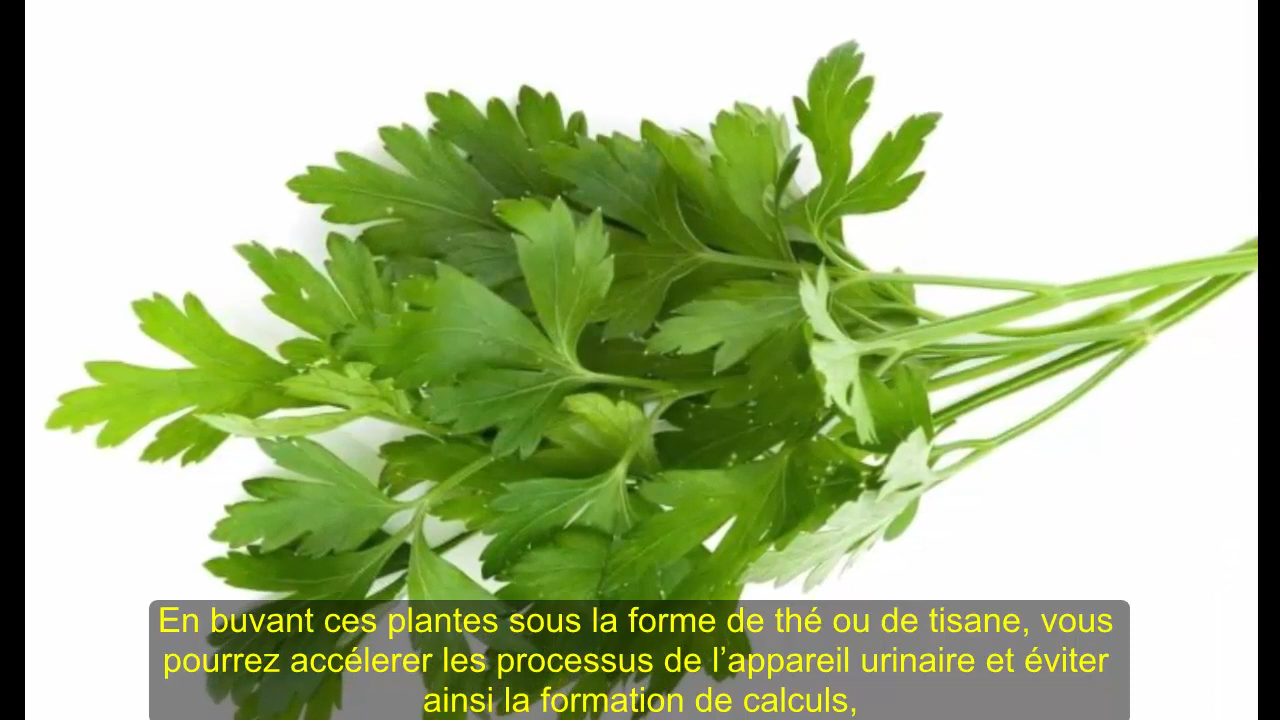 En buvant ces plantes sous la forme de thé ou de tisane, vous
pourrez accélerer les processus de l’appareil urinaire et éviter
ainsi la formation de calculs,